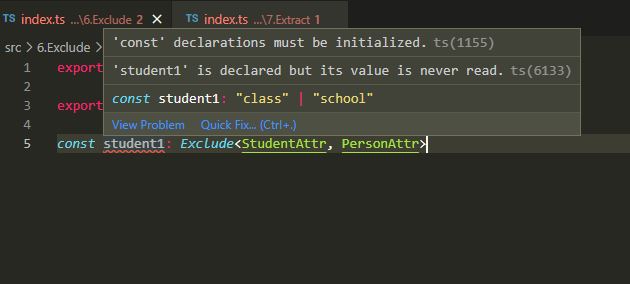 TS index.ts ...\6.Exclude 2 TS index.ts ...\7.Extract 1
src > 6.Exclude >
'const' declarations must be initialized. ts(1155)
'student1' is declared but its value is never read. ts(6133)
const student1: "class" | "school"
View Problem Quick Fix... (Ctrl+.)
1 export
2
3 export
4
5 const student1: Exclude<StudentAttr, PersonAttr>